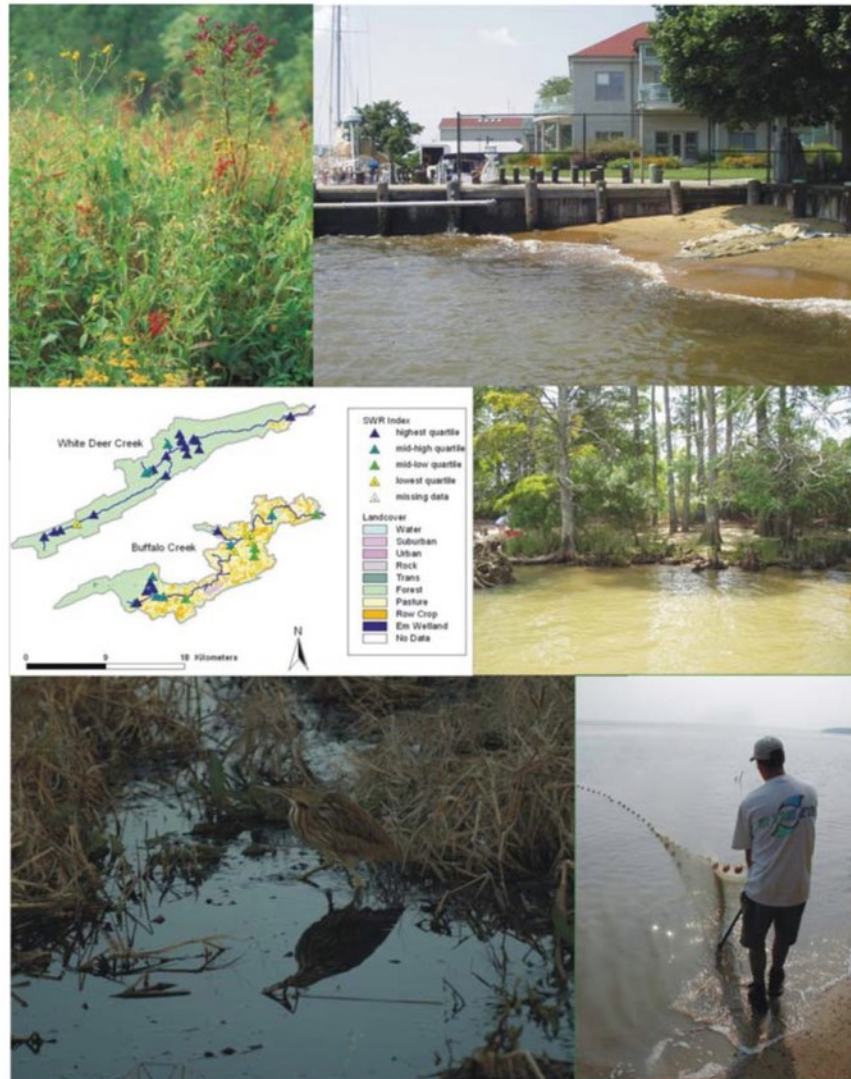 White Deer Creek
Buffalo Creek
0 9 18 Kilometers
N
SWR Index
highest quartile
mid-high quartile
mid-low quartile
lowest quartile
missing data
Landcover
Water
Suburban
Urban
Rock
Trans
Forest
Pasture
Row Crop
Em Wetland
No Data